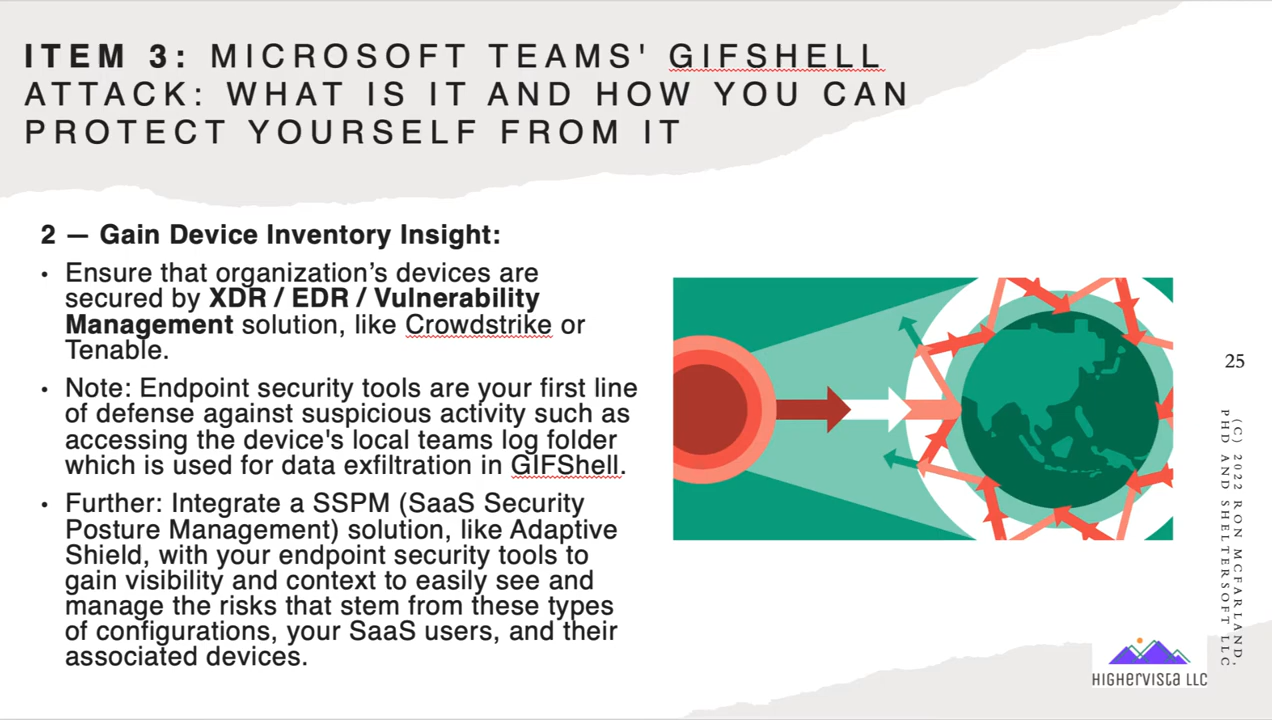 ITEM 3: MICROSOFT TEAMS' GIFSHELL
ATTACK: WHAT IS IT AND HOW YOU CAN
PROTECT YOURSELF FROM IT
2 — Gain Device Inventory Insight:
• Ensure that organization’s devices are
secured by XDR / EDR / Vulnerability
Management solution, like Crowdstrike or
Tenable.
• Note: Endpoint security tools are your first line
of defense against suspicious activity such as
accessing the device's local teams log folder
which is used for data exfiltration in GIFShell.
• Further: Integrate a SSPM (SaaS Security
Posture Management) solution, like Adaptive
Shield, with your endpoint security tools to
gain visibility and context to easily see and
manage the risks that stem from these types
of configurations, your SaaS users, and their
associated devices.
25
(C) 2022 RON MCFARLAND,
PHD AND SHELTERSOFT LLC
HIGHERVISTA LLC